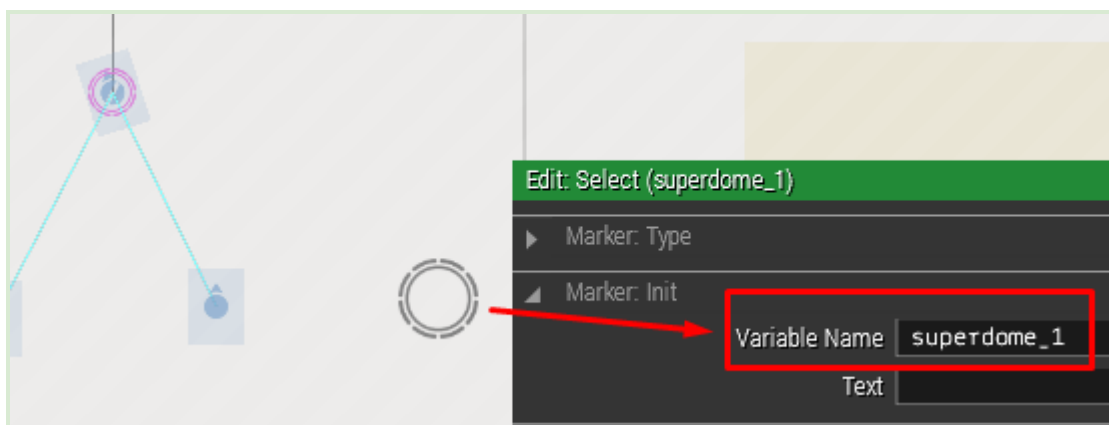 Edit: Select (superdome_1)
Marker: Type
Marker: Init
Variable Name superdome_1
Text